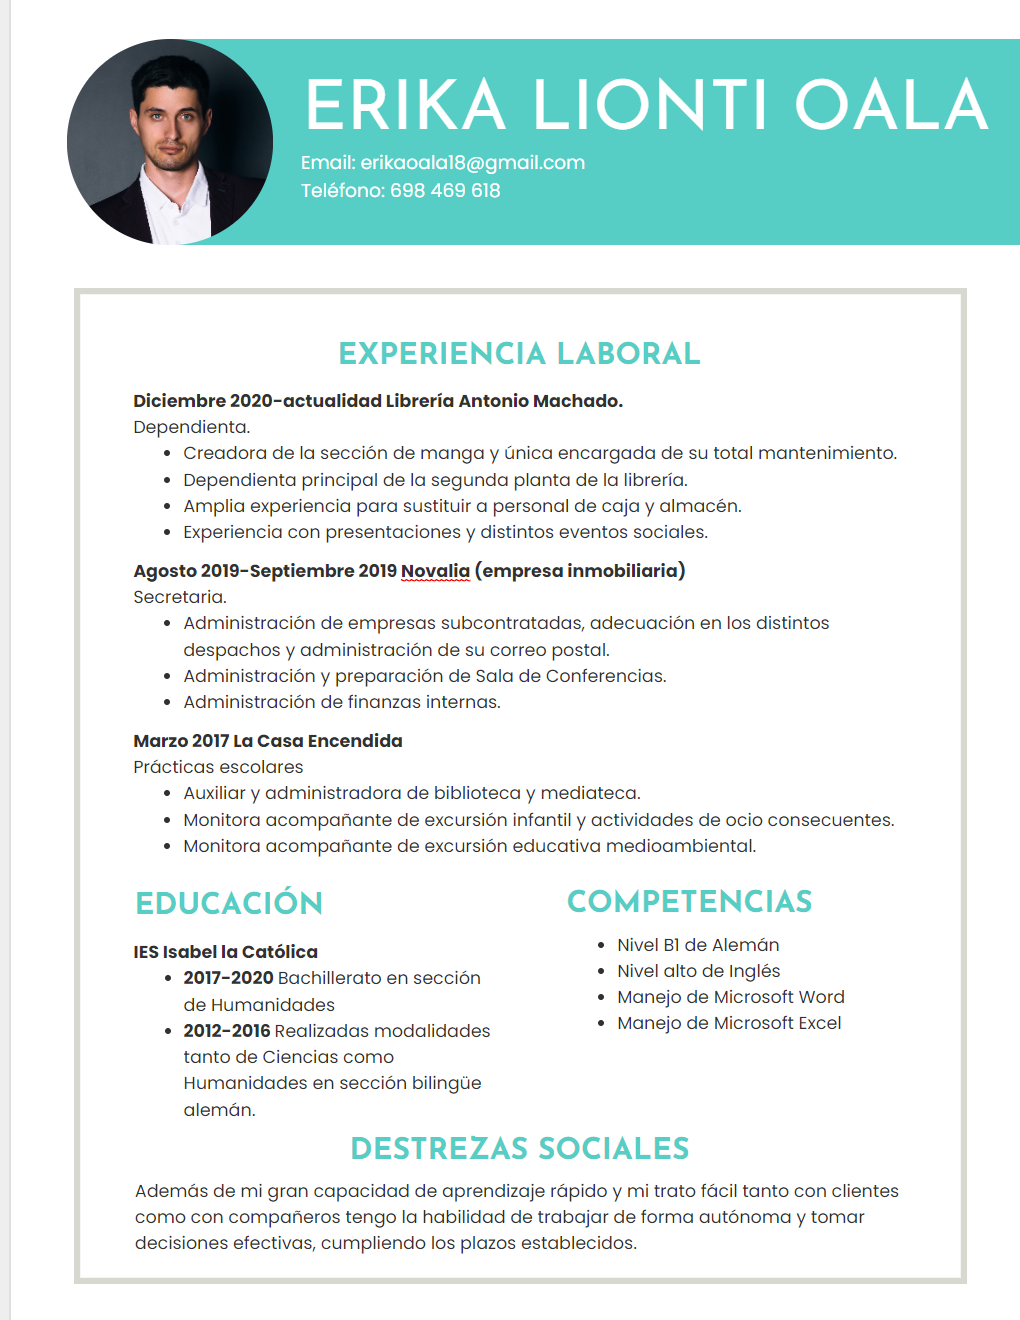 ERIKA LIONTI OALA
Email: erikaoala18@gmail.com
Teléfono: 698 469 618
EXPERIENCIA LABORAL
Diciembre 2020-actualidad Librería Antonio Machado.
Dependienta.
• Creadora de la sección de manga y única encargada de su total mantenimiento.
• Dependienta principal de la segunda planta de la librería.
• Amplia experiencia para sustituir a personal de caja y almacén.
• Experiencia con presentaciones y distintos eventos sociales.
Agosto 2019-Septiembre 2019 Novalia (empresa inmobiliaria)
Secretaria.
• Administración de empresas subcontratadas, adecuación en los distintos
despachos y administración de su correo postal.
• Administración y preparación de Sala de Conferencias.
• Administración de finanzas internas.
Marzo 2017 La Casa Encendida
Prácticas escolares
• Auxiliar y administradora de biblioteca y mediateca.
• Monitora acompañante de excursión infantil y actividades de ocio consecuentes.
• Monitora acompañante de excursión educativa medioambiental.
EDUCACIÓN
IES Isabel la Católica
• 2017-2020 Bachillerato en sección
de Humanidades
• 2012-2016 Realizadas modalidades
tanto de Ciencias como
Humanidades en sección bilingüe
alemán.
COMPETENCIAS
• Nivel B1 de Alemán
• Nivel alto de Inglés
• Manejo de Microsoft Word
• Manejo de Microsoft Excel
DESTREZAS SOCIALES
Además de mi gran capacidad de aprendizaje rápido y mi trato fácil tanto con clientes
como con compañeros tengo la habilidad de trabajar de forma autónoma y tomar
decisiones efectivas, cumpliendo los plazos establecidos.